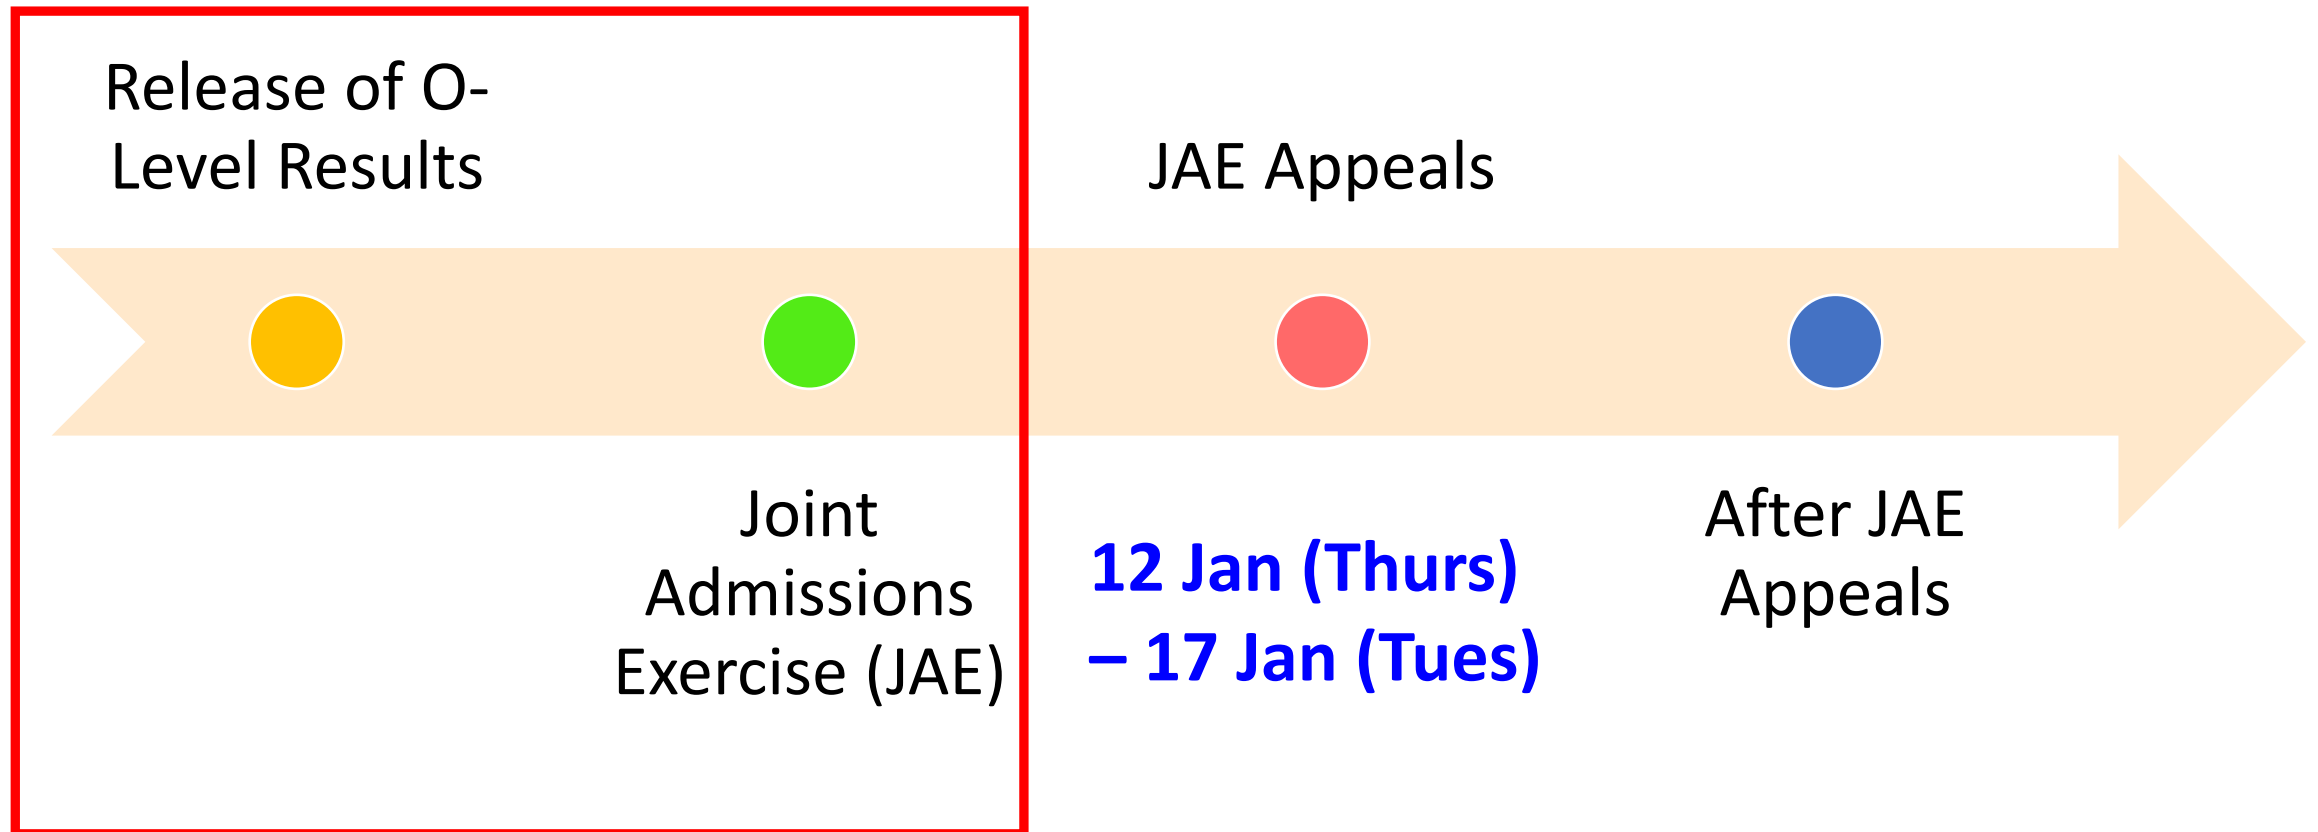 Release of O-
Level Results
Joint
Admissions
Exercise (JAE)
JAE Appeals
12 Jan (Thurs)
– 17 Jan (Tues)
After JAE
Appeals